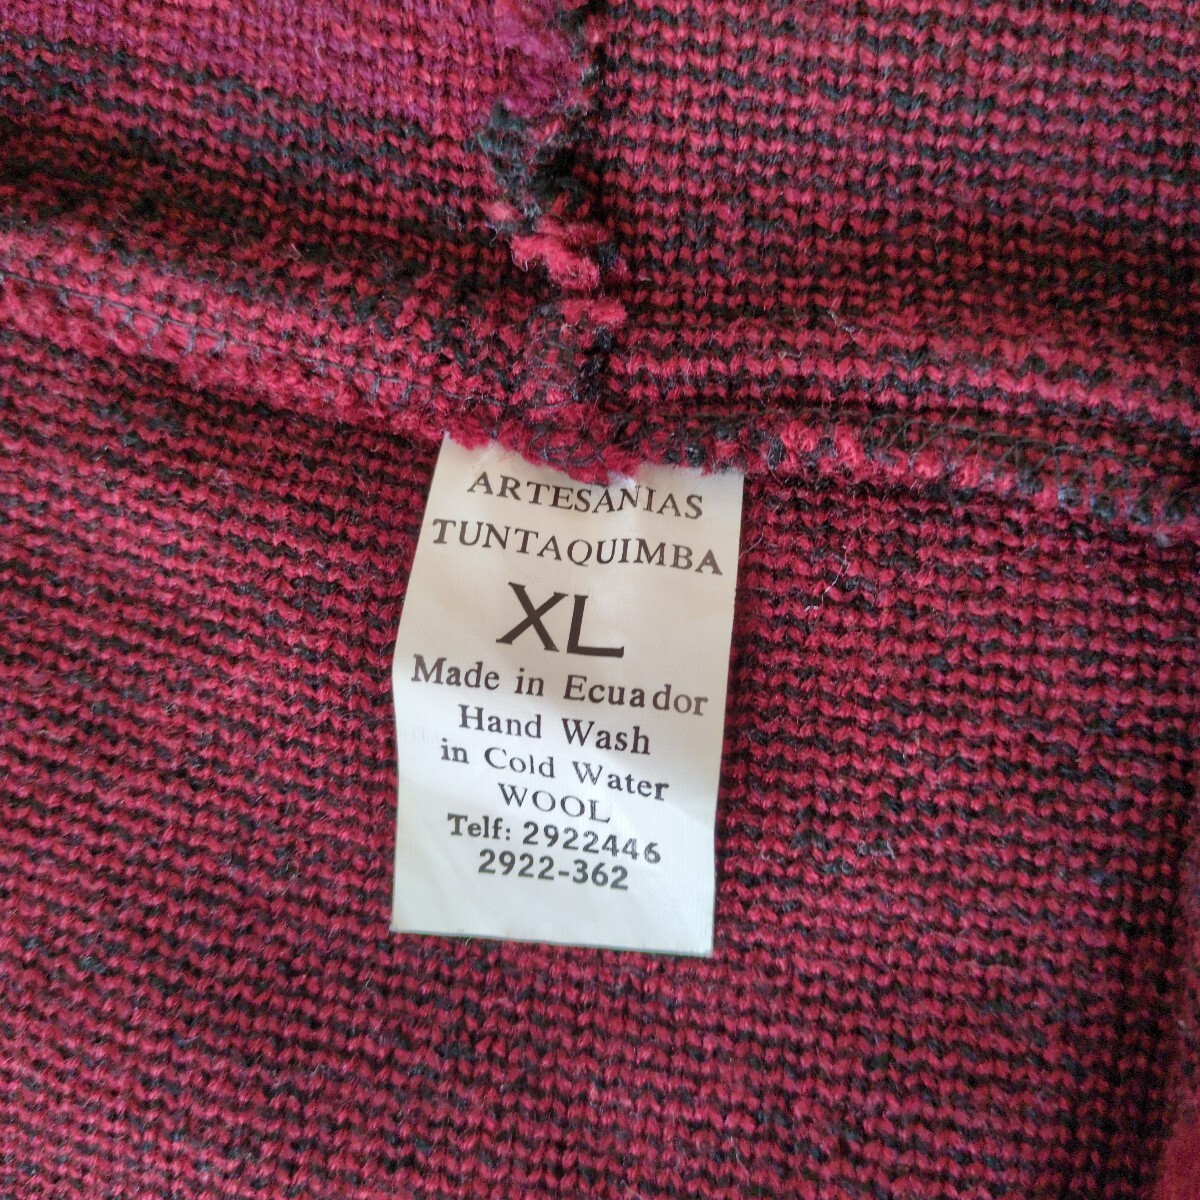 ARTESANIAS
TUNTAQUIMBA
XL
Made in Ecuador
Hand Wash
in Cold Water
WOOL
Telf: 2922446
2922-362